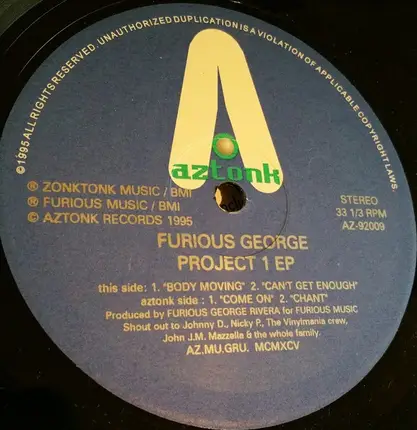 ©1995 ALL RIGHTS RESERVED. UNAUTHORIZED DUPLICATION IS A VIOLATION OF APPLICABLE COPYRIGHT LAWS.
aztonk
® ZONKTONK MUSIC / BMI
® FURIOUS MUSIC / BMI
© AZTONK RECORDS 1995
STEREO
33 1/3 RPM
AZ-92009
FURIOUS GEORGE
PROJECT 1 EP
this side: 1. "BODY MOVING" 2. "CAN'T GET ENOUGH"
aztonk side : 1. "COME ON" 2. "CHANT"
Produced by FURIOUS GEORGE RIVERA for FURIOUS MUSIC
Shout out to Johnny D., Nicky P., The Vinylmania crew,
John J.M. Mazzella & the whole family.
AZ.MU.GRU. MCMXCV